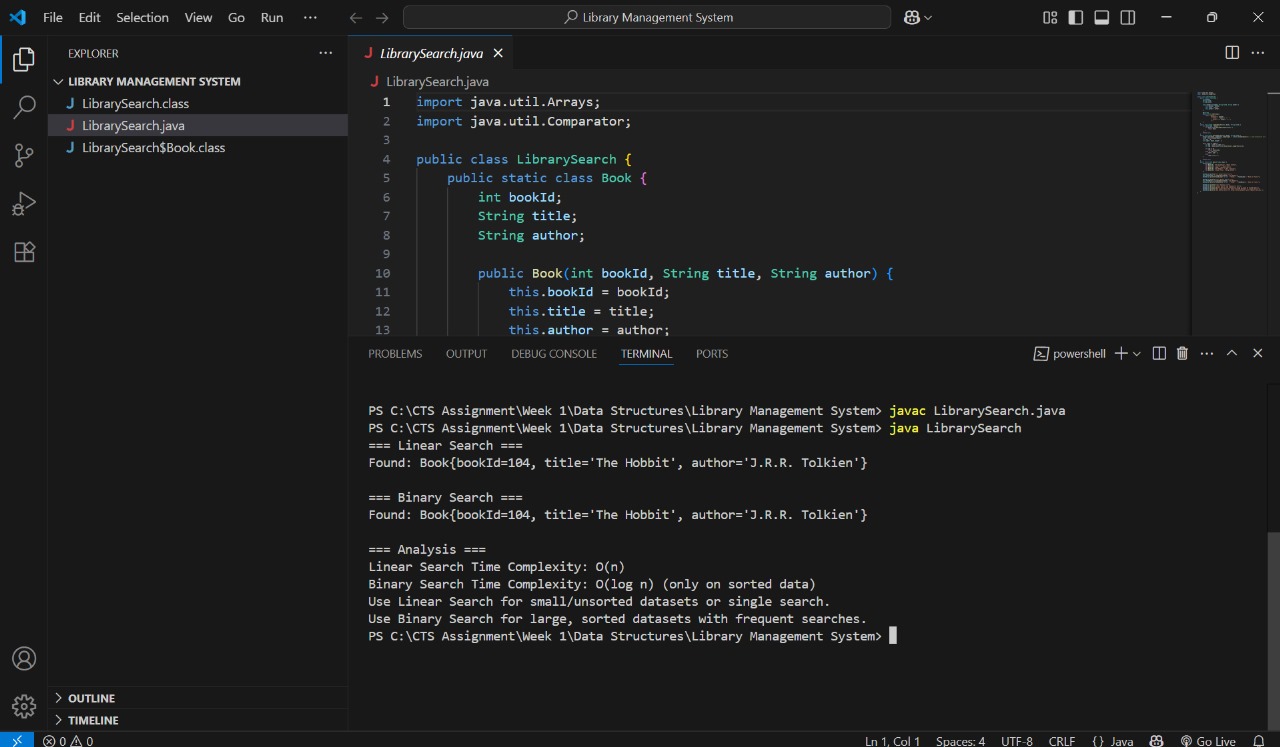 File Edit Selection View Go Run ··· Library Management System
EXPLORER ···
LIBRARY MANAGEMENT SYSTEM
J LibrarySearch.class
J LibrarySearch.java
J LibrarySearch$Book.class
OUTLINE
TIMELINE
J LibrarySearch.java
J LibrarySearch.java
1 import java.util.Arrays;
2 import java.util.Comparator;
3
4 public class LibrarySearch {
5 public static class Book {
6 int bookId;
7 String title;
8 String author;
9
10 public Book(int bookId, String title, String author) {
11 this.bookId = bookId;
12 this.title = title;
13 this.author = author;
PROBLEMS OUTPUT DEBUG CONSOLE TERMINAL PORTS powershell
PS C:\CTS Assignment\Week 1\Data Structures\Library Management System> javac LibrarySearch.java
PS C:\CTS Assignment\Week 1\Data Structures\Library Management System> java LibrarySearch
=== Linear Search ===
Found: Book{bookId=104, title='The Hobbit', author='J.R.R. Tolkien'}
=== Binary Search ===
Found: Book{bookId=104, title='The Hobbit', author='J.R.R. Tolkien'}
=== Analysis ===
Linear Search Time Complexity: O(n)
Binary Search Time Complexity: O(log n) (only on sorted data)
Use Linear Search for small/unsorted datasets or single search.
Use Binary Search for large, sorted datasets with frequent searches.
PS C:\CTS Assignment\Week 1\Data Structures\Library Management System>
0 0 Ln 1, Col 1 Spaces: 4 UTF-8 CRLF {} Java Go Live